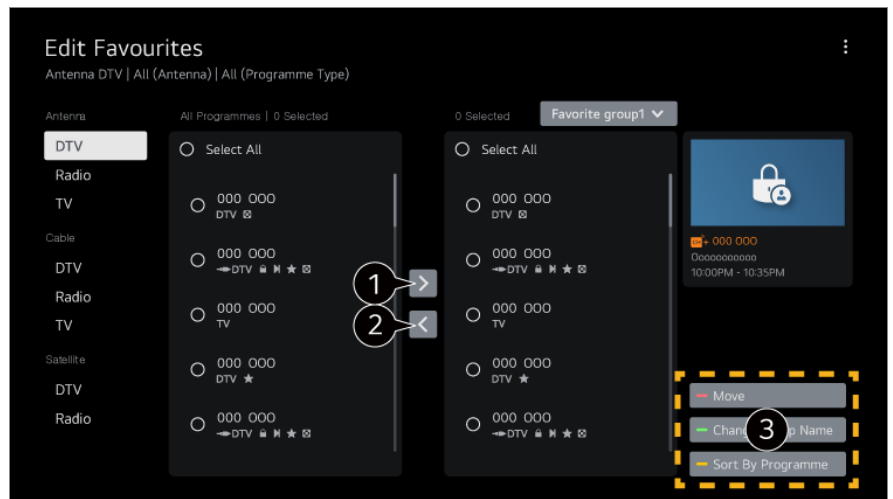 Edit Favourites
Antenna DTV | All (Antenna) | All (Programme Type)
Antenna
DTV
Radio
TV
Cable
DTV
Radio
TV
Satellite
DTV
Radio
All Programmes | 0 Selected
Select All
000 000
DTV
000 000
DTV
000 000
TV
000 000
DTV
000 000
DTV
1
2
0 Selected
Favorite group1
Select All
000 000
DTV
000 000
DTV
000 000
TV
000 000
DTV
000 000
DTV
+ 000 000
Oooooooooo
10:00PM - 10:35PM
Move
3
Name
Sort By Programme